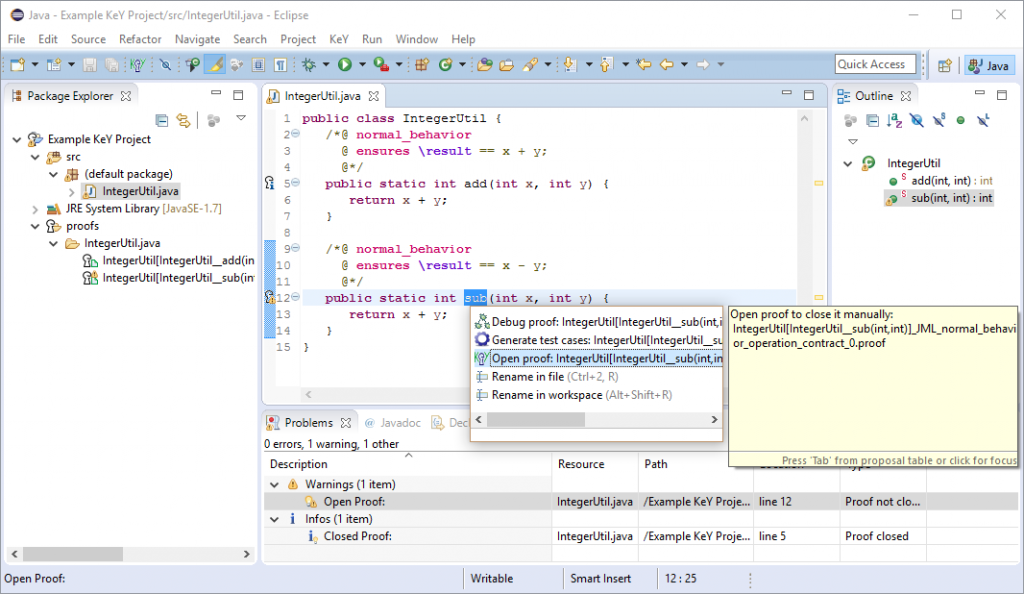 Java - Example KeY Project/src/IntegerUtil.java - Eclipse
File Edit Source Refactor Navigate Search Project KeY Run Window Help
Quick Access
Java
Package Explorer
Example KeY Project
src
(default package)
IntegerUtil.java
JRE System Library [JavaSE-1.7]
proofs
IntegerUtil.java
IntegerUtil[IntegerUtil__add(in
IntegerUtil[IntegerUtil__sub(in
IntegerUtil.java
1 public class IntegerUtil {
2 /*@ normal_behavior
3 @ ensures \result == x + y;
4 @*/
5 public static int add(int x, int y) {
6 return x + y;
7 }
8
9 /*@ normal_behavior
10 @ ensures \result == x - y;
11 @*/
12 public static int sub(int x, int y) {
13 return x + y;
14 }
15 }
Debug proof: IntegerUtil[IntegerUtil__sub(int,i
Generate test cases: IntegerUtil[IntegerUtil__su
Open proof: IntegerUtil[IntegerUtil__sub(int,in
Rename in file (Ctrl+2, R)
Rename in workspace (Alt+Shift+R)
Open proof to close it manually:
IntegerUtil[IntegerUtil__sub(int,int)]_JML_normal_behavi
or_operation_contract_0.proof
Press 'Tab' from proposal table or click for focus
Outline
IntegerUtil
S add(int, int) : int
S sub(int, int) : int
Problems @ Javadoc Dec
0 errors, 1 warning, 1 other
Description Resource Path
Warnings (1 item)
Open Proof: IntegerUtil.java /Example KeY Proje... line 12 Proof not clo...
Infos (1 item)
Closed Proof: IntegerUtil.java /Example KeY Proje... line 5 Proof closed
Open Proof: Writable Smart Insert 12 : 25